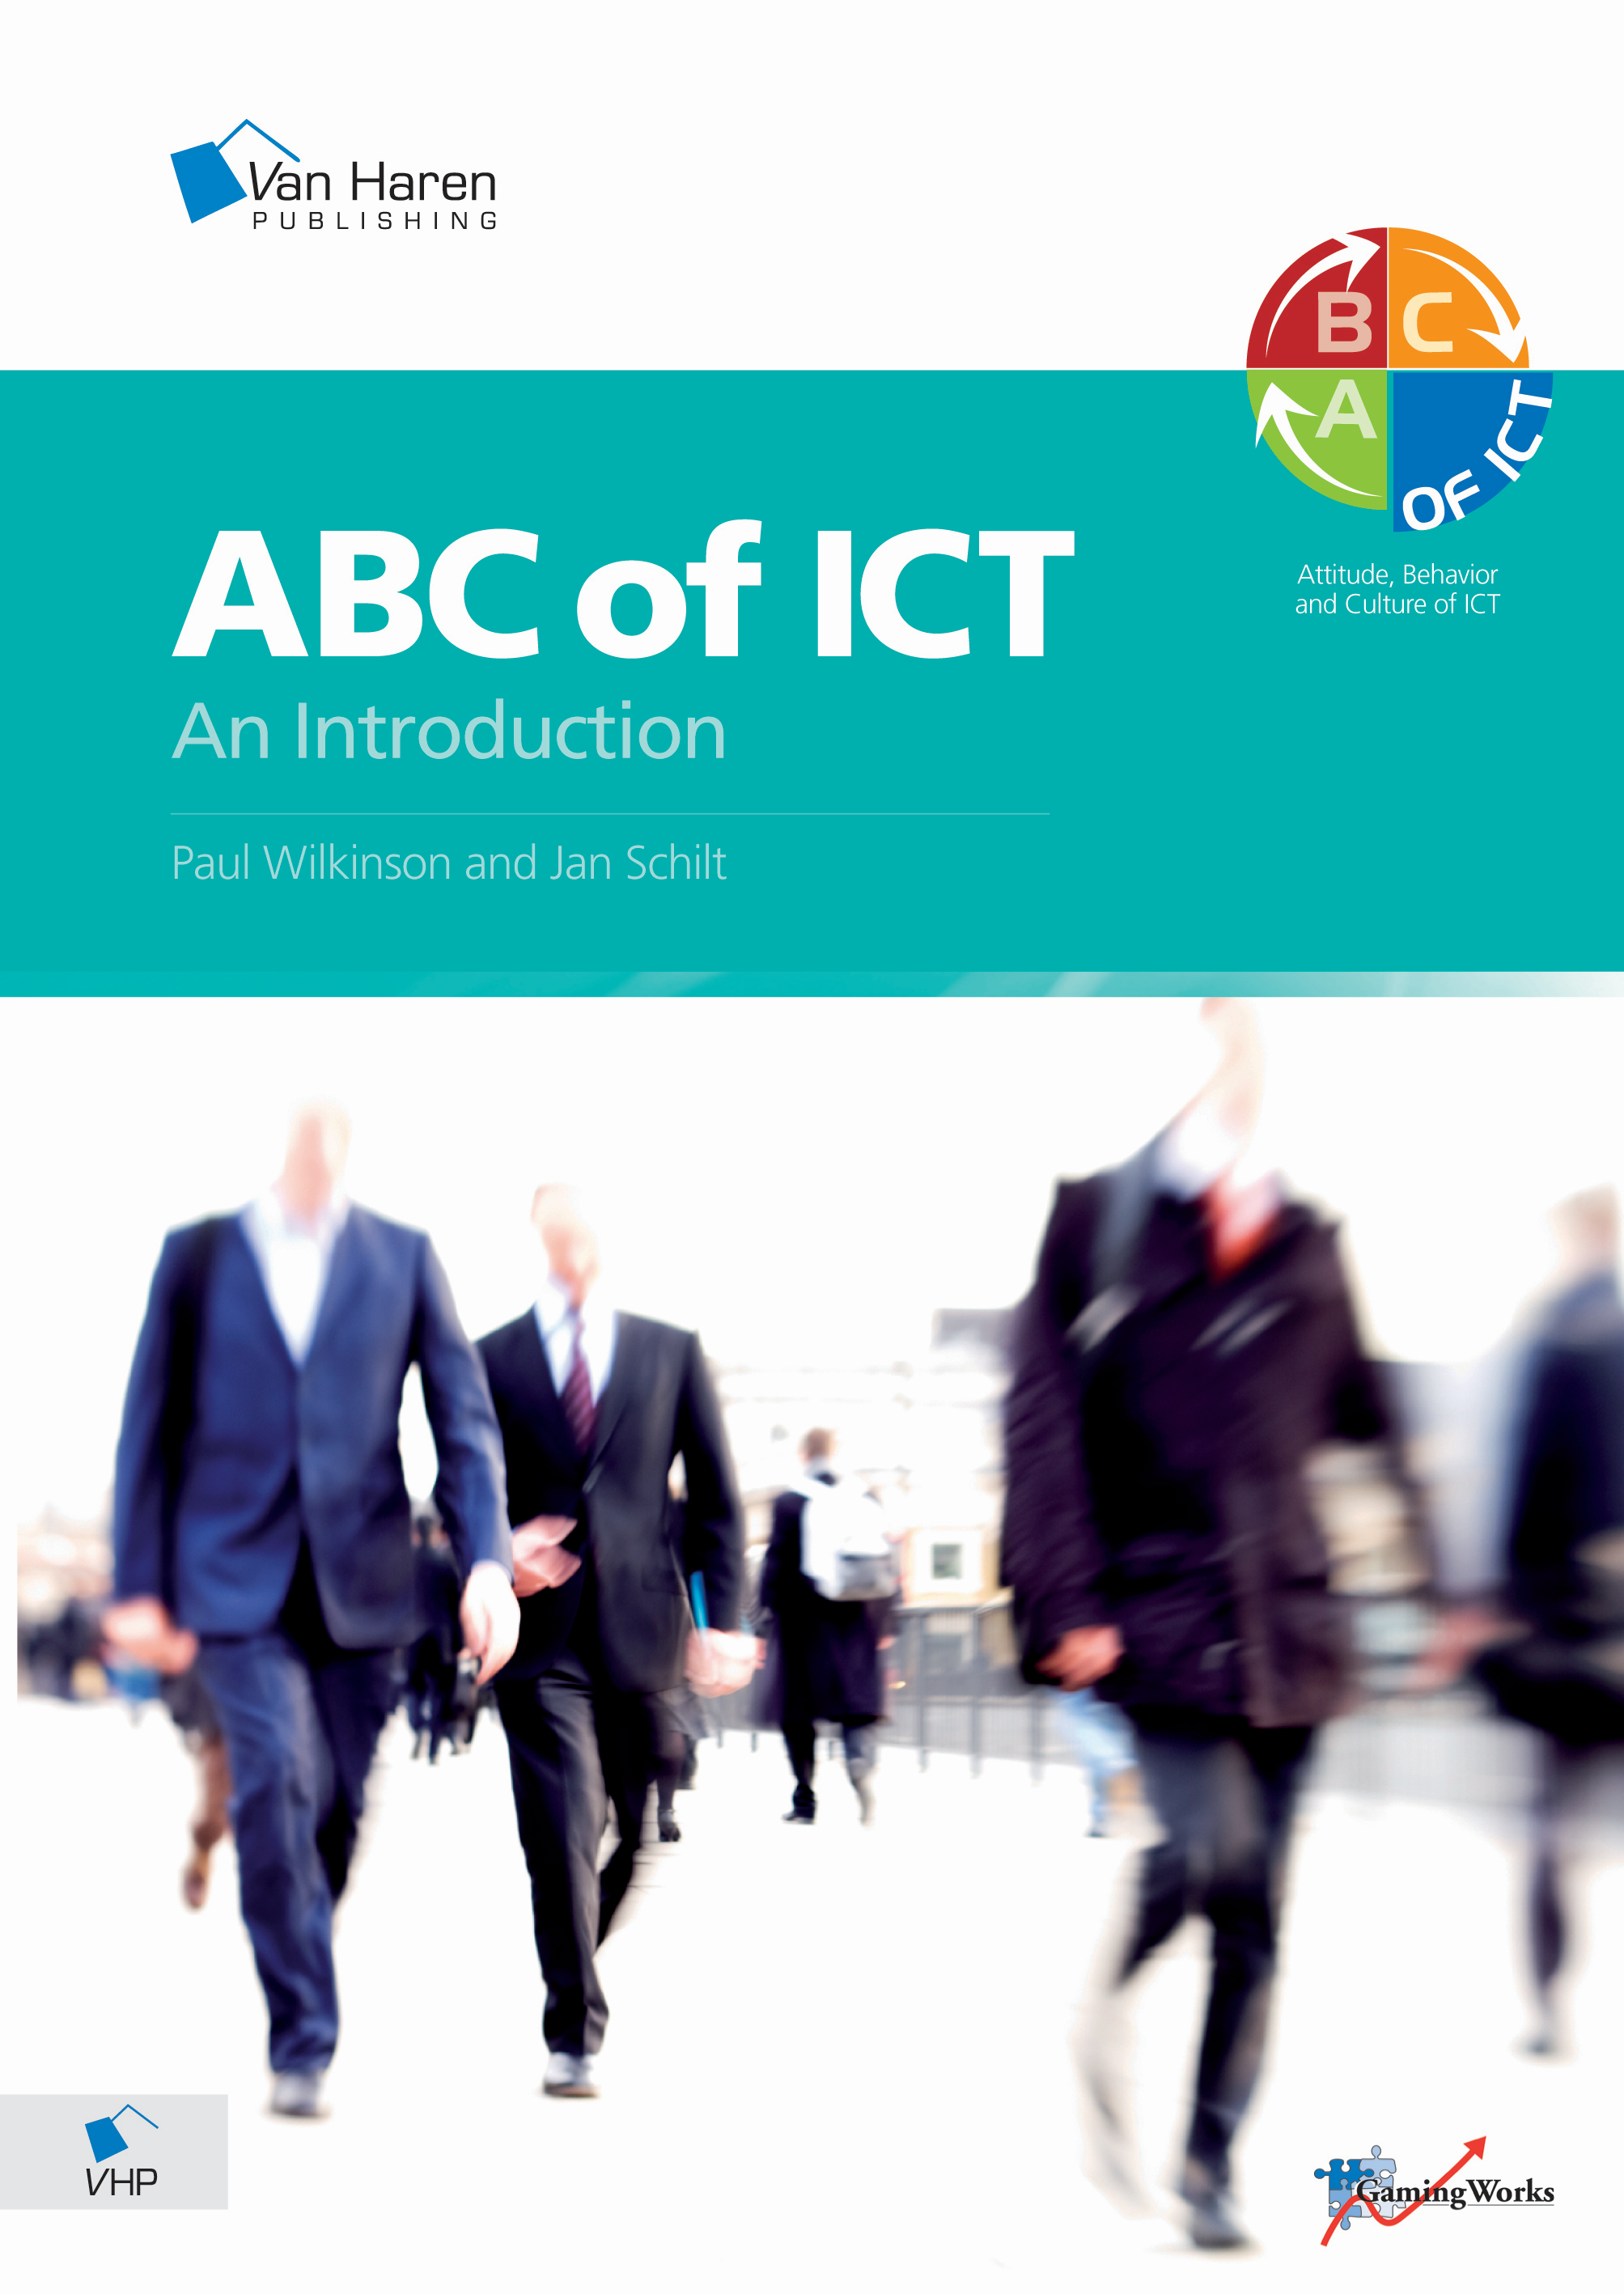 Van Haren
PUBLISHING
B C
A
OF ICT
Attitude, Behavior
and Culture of ICT
ABC of ICT
An Introduction
Paul Wilkinson and Jan Schilt
VHP
GamingWorks